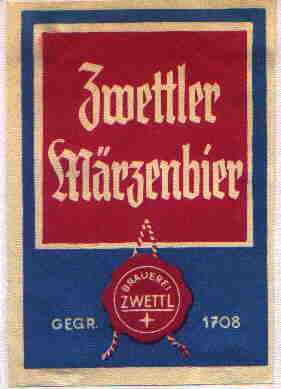 Zwettler
Märzenbier
BRAUEREI
ZWETTL
GEGR. 1708